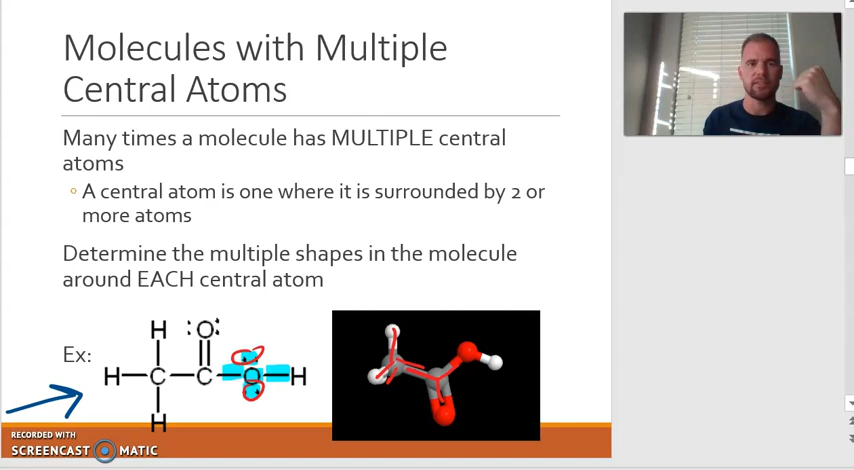 Molecules with Multiple
Central Atoms
Many times a molecule has MULTIPLE central
atoms
A central atom is one where it is surrounded by 2 or
more atoms
Determine the multiple shapes in the molecule
around EACH central atom
Ex:
H O
H C C O H
H
RECORDED WITH
SCREENCAST MATIC